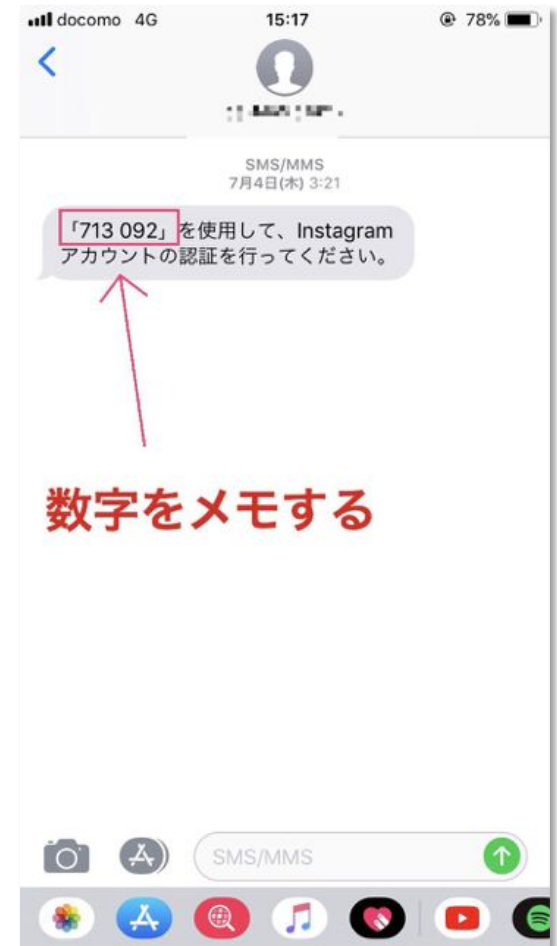 docomo 4G 15:17 78%
SMS/MMS
7月4日(木) 3:21
「713 092」を使用して、Instagram
アカウントの認証を行ってください。
数字をメモする
SMS/MMS